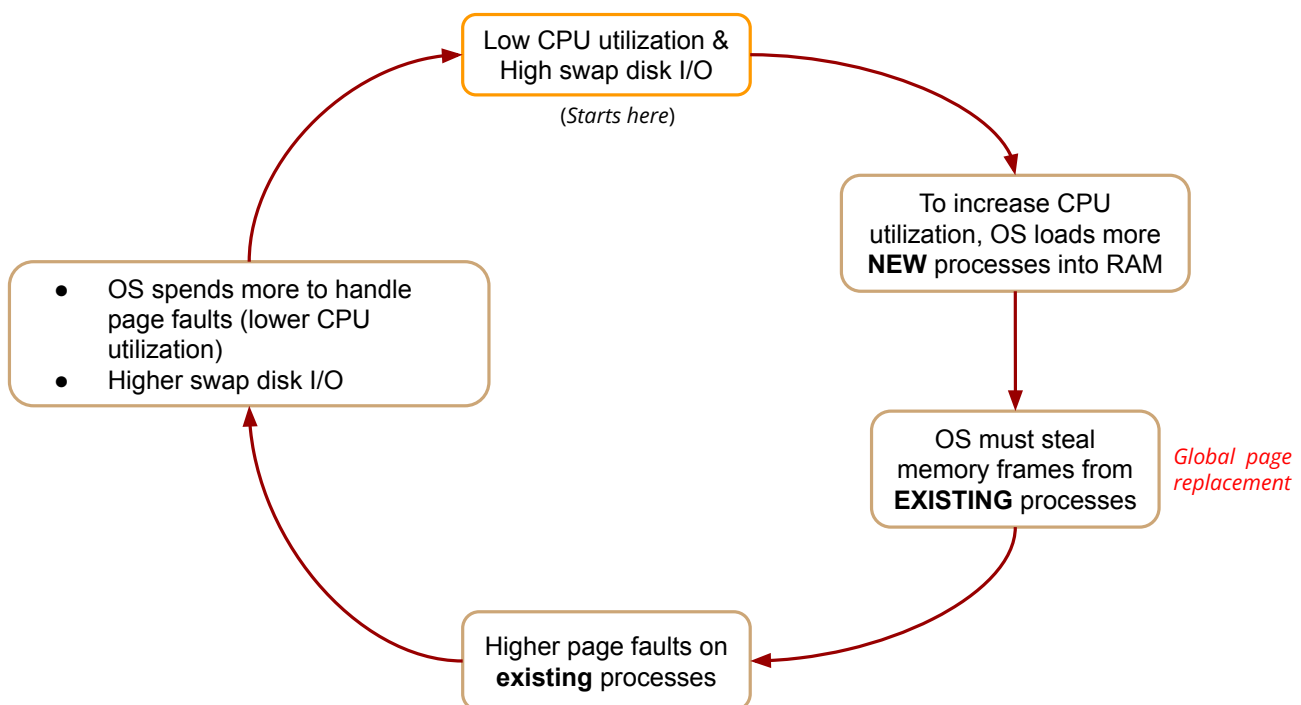 Low CPU utilization &
High swap disk I/O
(Starts here)
To increase CPU
utilization, OS loads more
NEW processes into RAM
OS must steal
memory frames from
EXISTING processes
Global page
replacement
Higher page faults on
existing processes
● OS spends more to handle
page faults (lower CPU
utilization)
● Higher swap disk I/O